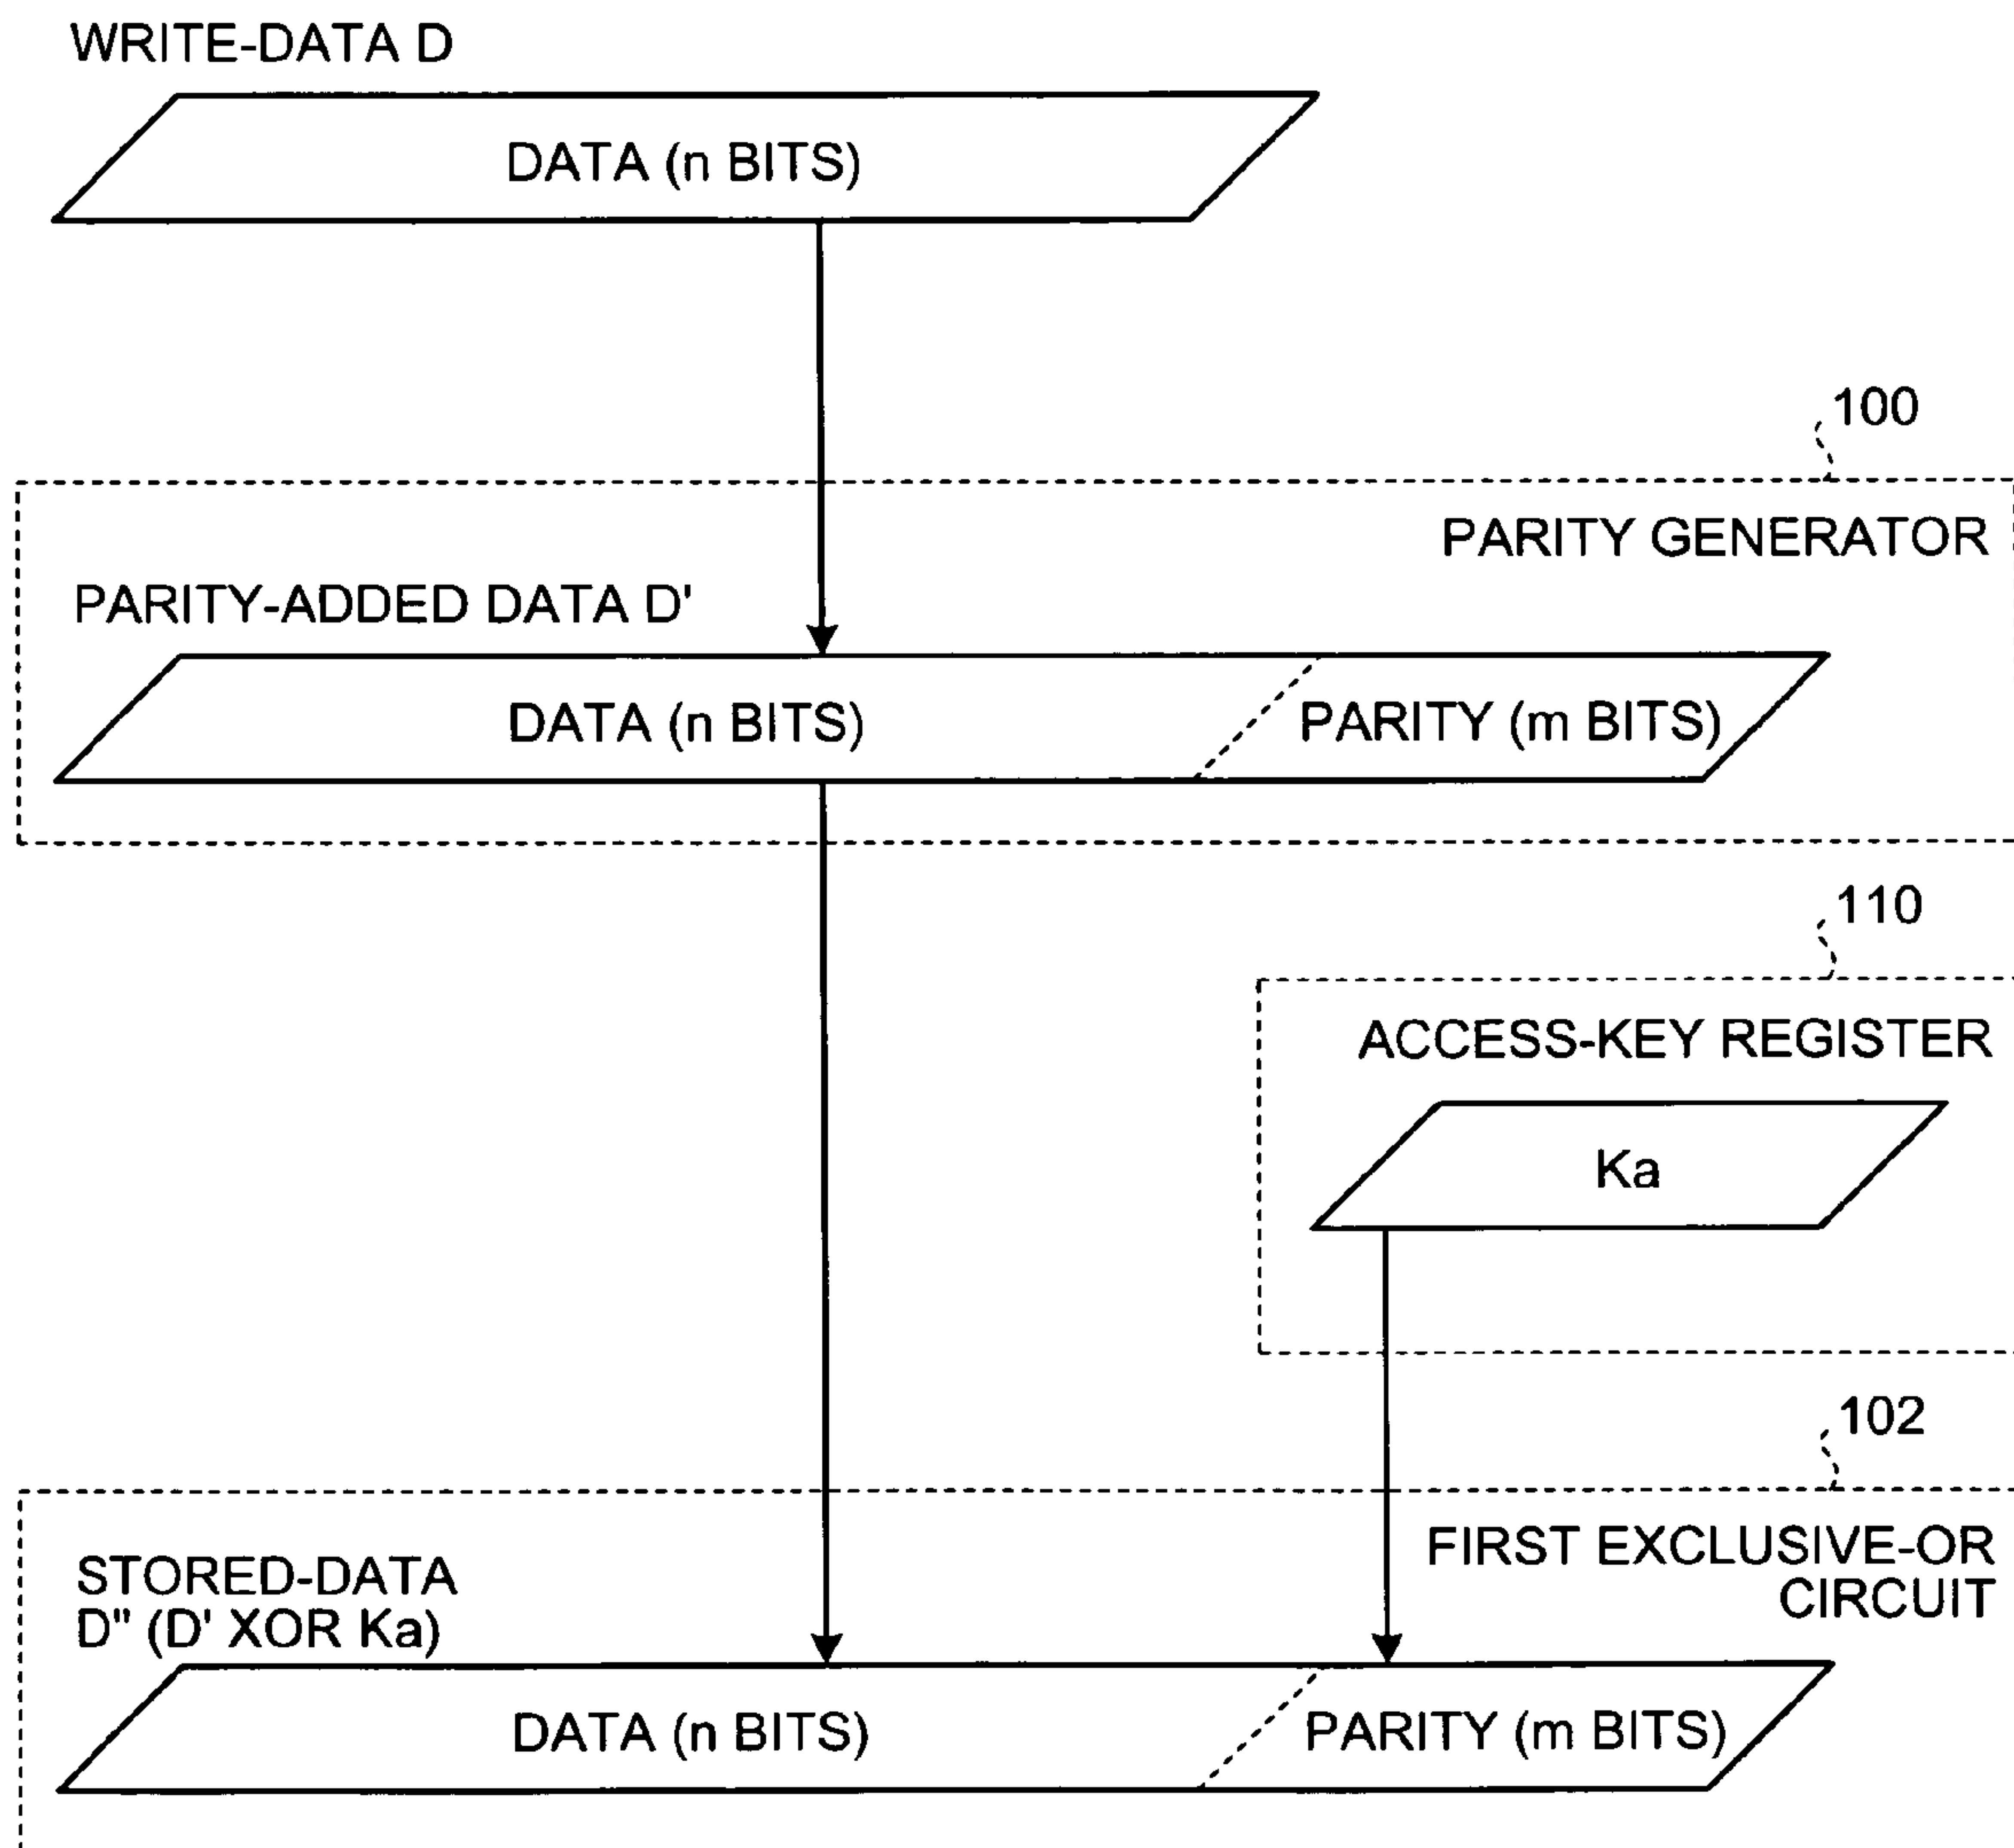 WRITE-DATA D
DATA (n BITS)
100
PARITY GENERATOR
PARITY-ADDED DATA D'
DATA (n BITS)
PARITY (m BITS)
110
ACCESS-KEY REGISTER
Ka
102
FIRST EXCLUSIVE-OR
CIRCUIT
STORED-DATA
D" (D' XOR Ka)
DATA (n BITS)
PARITY (m BITS)